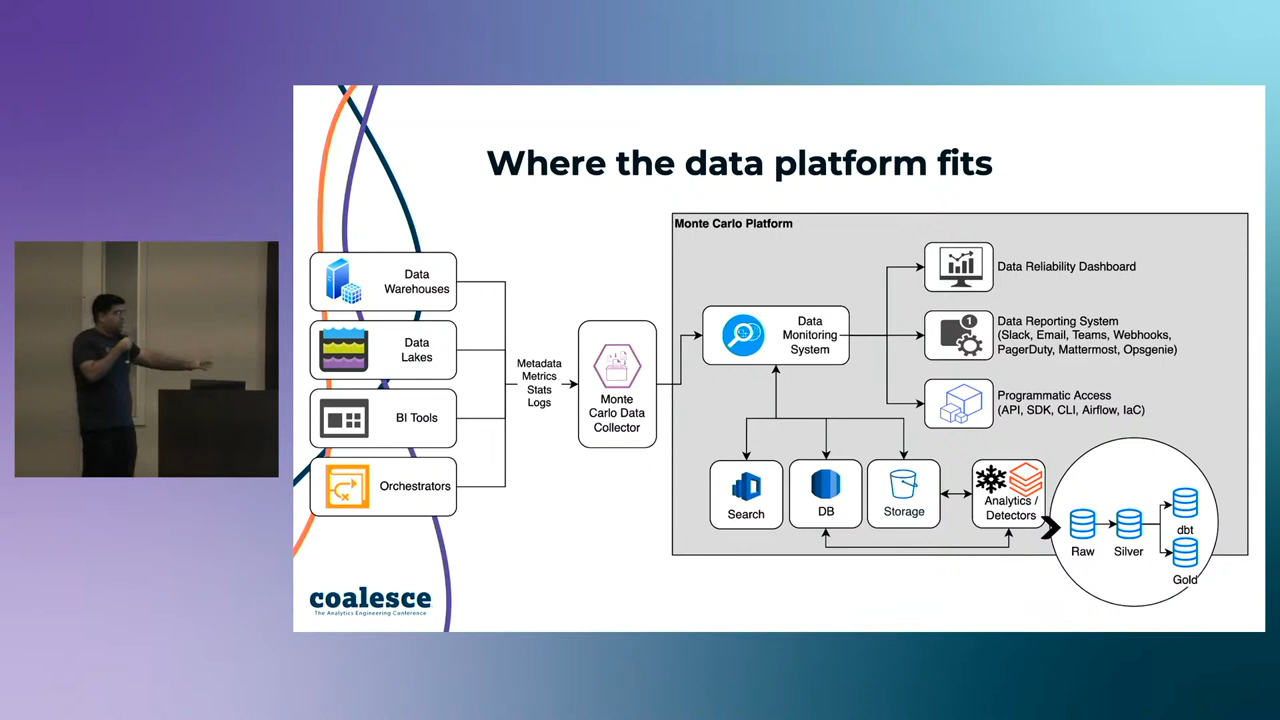 Where the data platform fits
Monte Carlo Platform
Data
Warehouses
Data
Lakes
BI Tools
Orchestrators
Metadata
Metrics
Stats
Logs
Monte
Carlo Data
Collector
Data
Monitoring
System
Data Reliability Dashboard
1
Data Reporting System
(Slack, Email, Teams, Webhooks,
PagerDuty, Mattermost, Opsgenie)
Programmatic Access
(API, SDK, CLI, Airflow, IaC)
Search
DB
Storage
Analytics /
Detectors
Raw
Silver
dbt
Gold
coalesce
The Analytics Engineering Conference